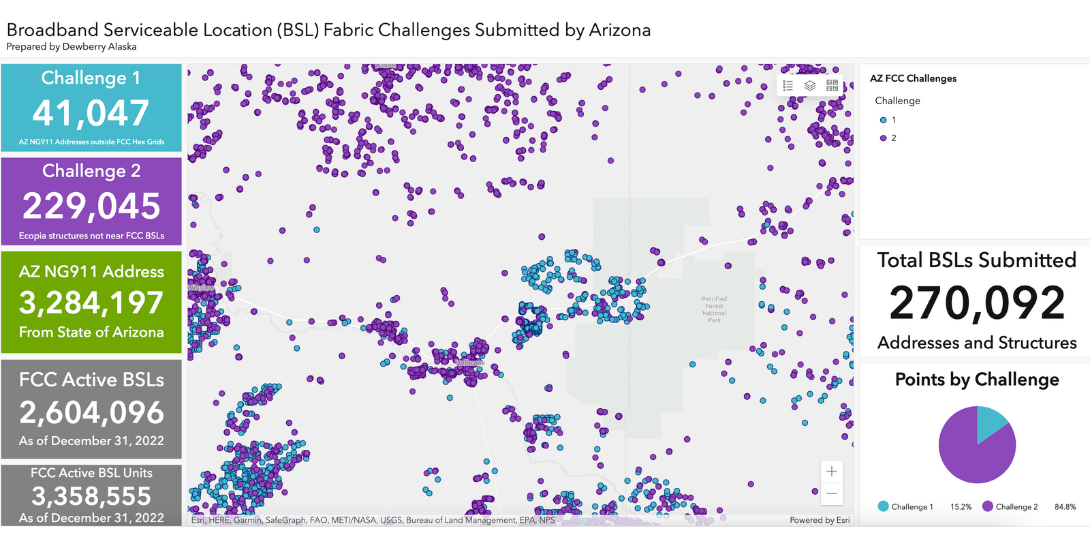 Broadband Serviceable Location (BSL) Fabric Challenges Submitted by Arizona
Prepared by Dewberry Alaska
Challenge 1
41,047
AZ NG911 Addresses outside FCC Hex Grids
Challenge 2
229,045
Ecopia structures not near FCC BSLs
AZ NG911 Address
3,284,197
From State of Arizona
FCC Active BSLs
2,604,096
As of December 31, 2022
FCC Active BSL Units
3,358,555
As of December 31, 2022
Petrified
Forest
National
Park
Esri, HERE, Garmin, SafeGraph, FAO, METI/NASA, USGS, Bureau of Land Management, EPA, NPS
Powered by Esri
AZ FCC Challenges
Challenge
1
2
Total BSLs Submitted
270,092
Addresses and Structures
Points by Challenge
Challenge 1 15.2% Challenge 2 84.8%